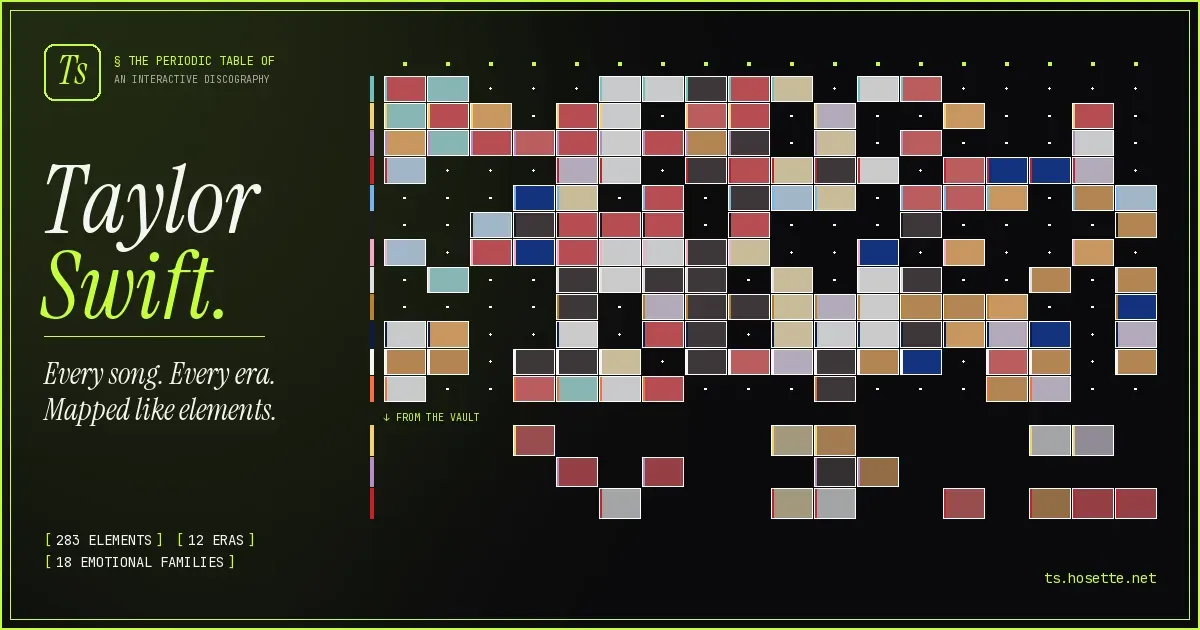 Ts
§ THE PERIODIC TABLE OF
AN INTERACTIVE DISCOGRAPHY
Taylor
Swift.
Every song. Every era.
Mapped like elements.
↓ FROM THE VAULT
[ 283 ELEMENTS ] [ 12 ERAS ]
[ 18 EMOTIONAL FAMILIES ]
ts.hosette.net